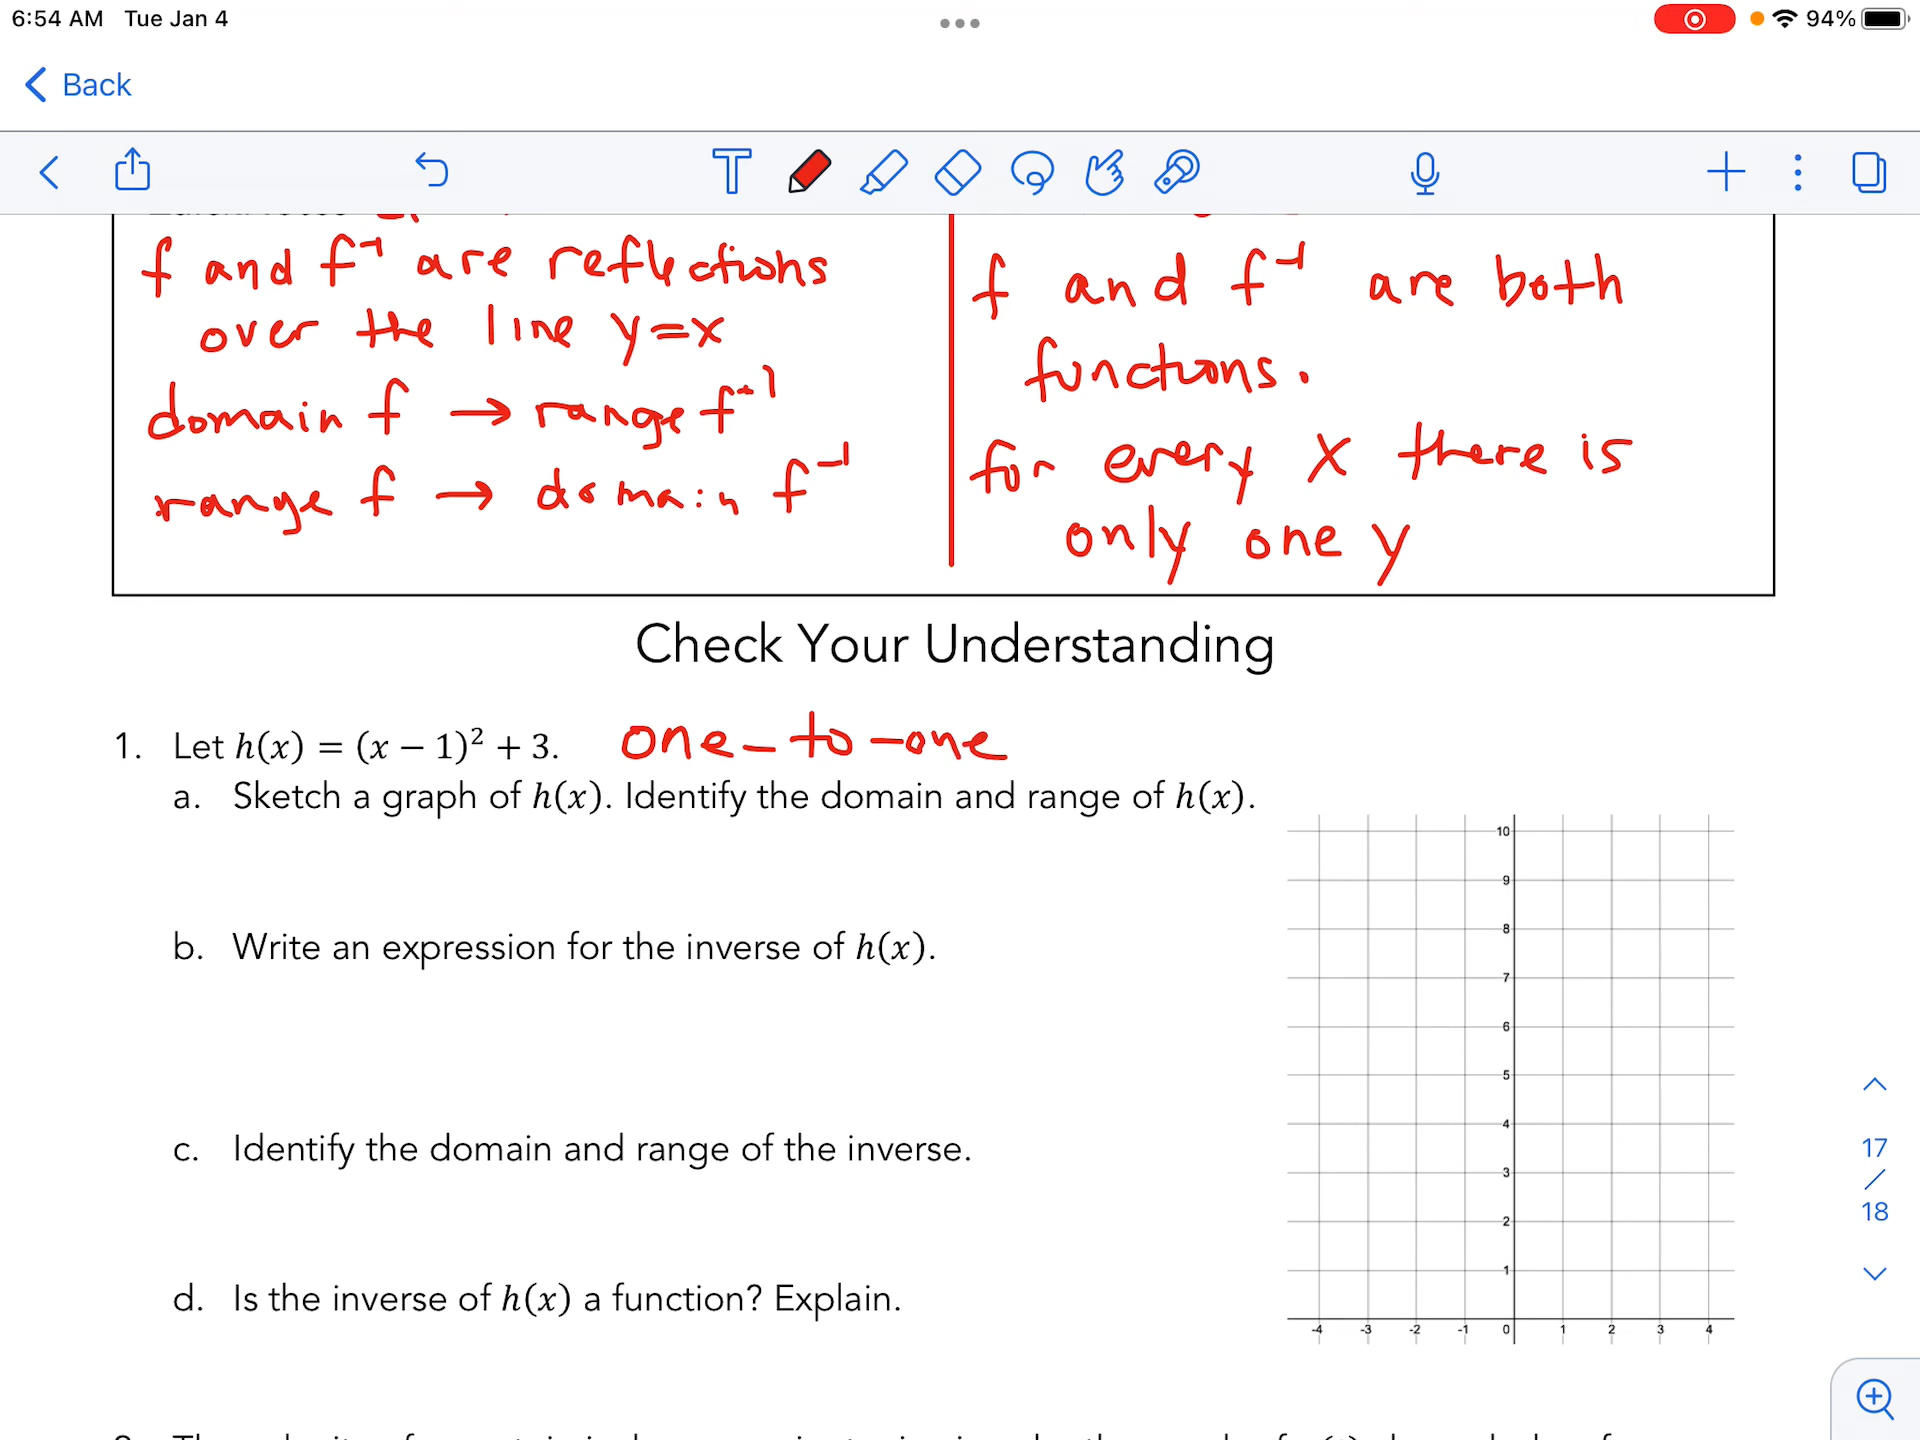 6:54 AM Tue Jan 4
94%
Back
f and f⁻¹ are reflections
over the line y=x
domain f → range f⁻¹
range f → domain f⁻¹
f and f⁻¹ are both
functions.
for every x there is
only one y
Check Your Understanding
1. Let h(x) = (x − 1)² + 3. one-to-one
a. Sketch a graph of h(x). Identify the domain and range of h(x).
b. Write an expression for the inverse of h(x).
c. Identify the domain and range of the inverse.
d. Is the inverse of h(x) a function? Explain.
10
9
8
7
6
5
4
3
2
1
-4 -3 -2 -1 0 1 2 3 4
17
/
18